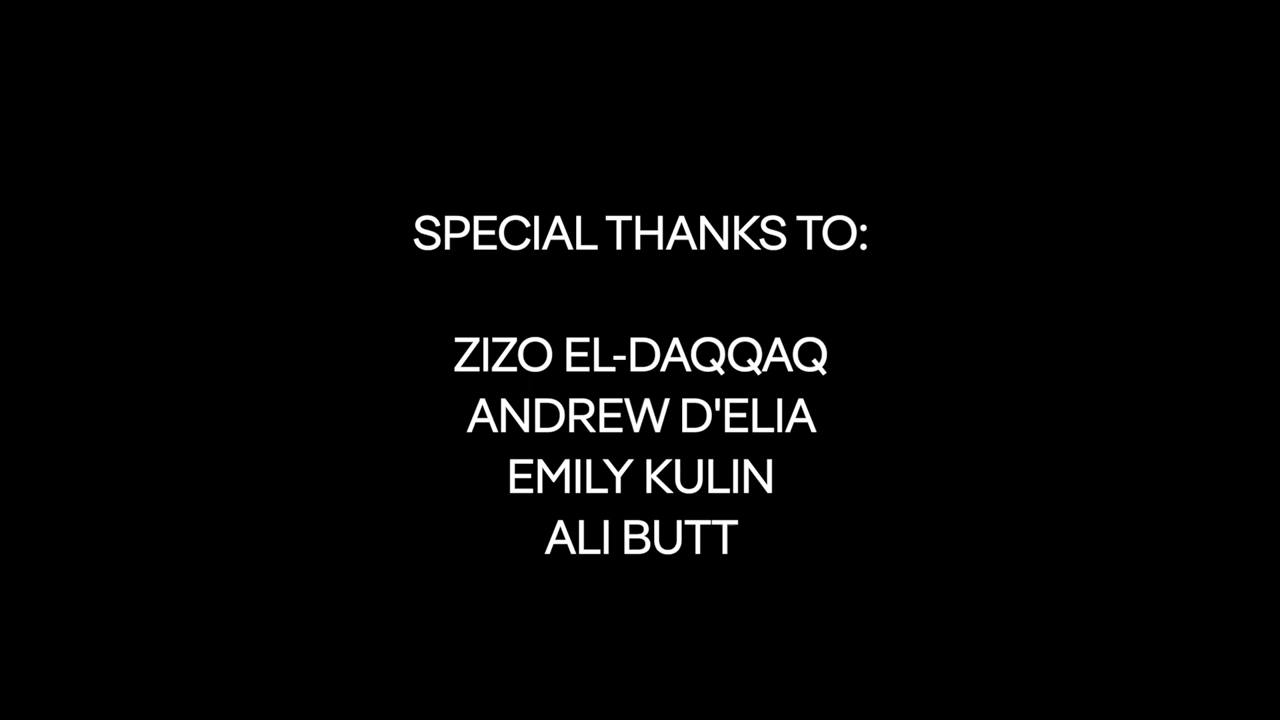 SPECIAL THANKS TO:
ZIZO EL-DAQQAQ
ANDREW D'ELIA
EMILY KULIN
ALI BUTT